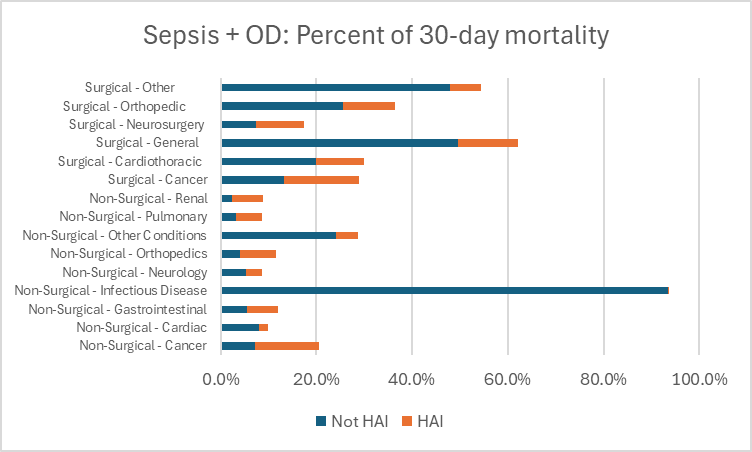 Sepsis + OD: Percent of 30-day mortality
Surgical - Other
Surgical - Orthopedic
Surgical - Neurosurgery
Surgical - General
Surgical - Cardiothoracic
Surgical - Cancer
Non-Surgical - Renal
Non-Surgical - Pulmonary
Non-Surgical - Other Conditions
Non-Surgical - Orthopedics
Non-Surgical - Neurology
Non-Surgical - Infectious Disease
Non-Surgical - Gastrointestinal
Non-Surgical - Cardiac
Non-Surgical - Cancer
0.0% 20.0% 40.0% 60.0% 80.0% 100.0%
Not HAI HAI